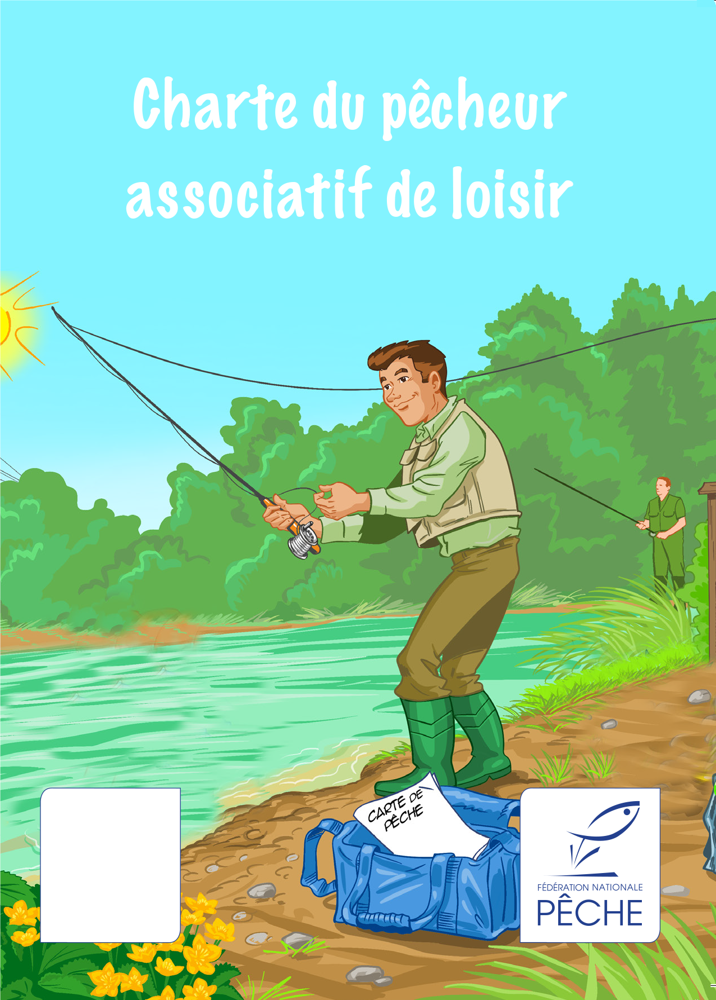 Charte du pêcheur
associatif de loisir
CARTE DE
PÊCHE
FÉDÉRATION NATIONALE
PÊCHE